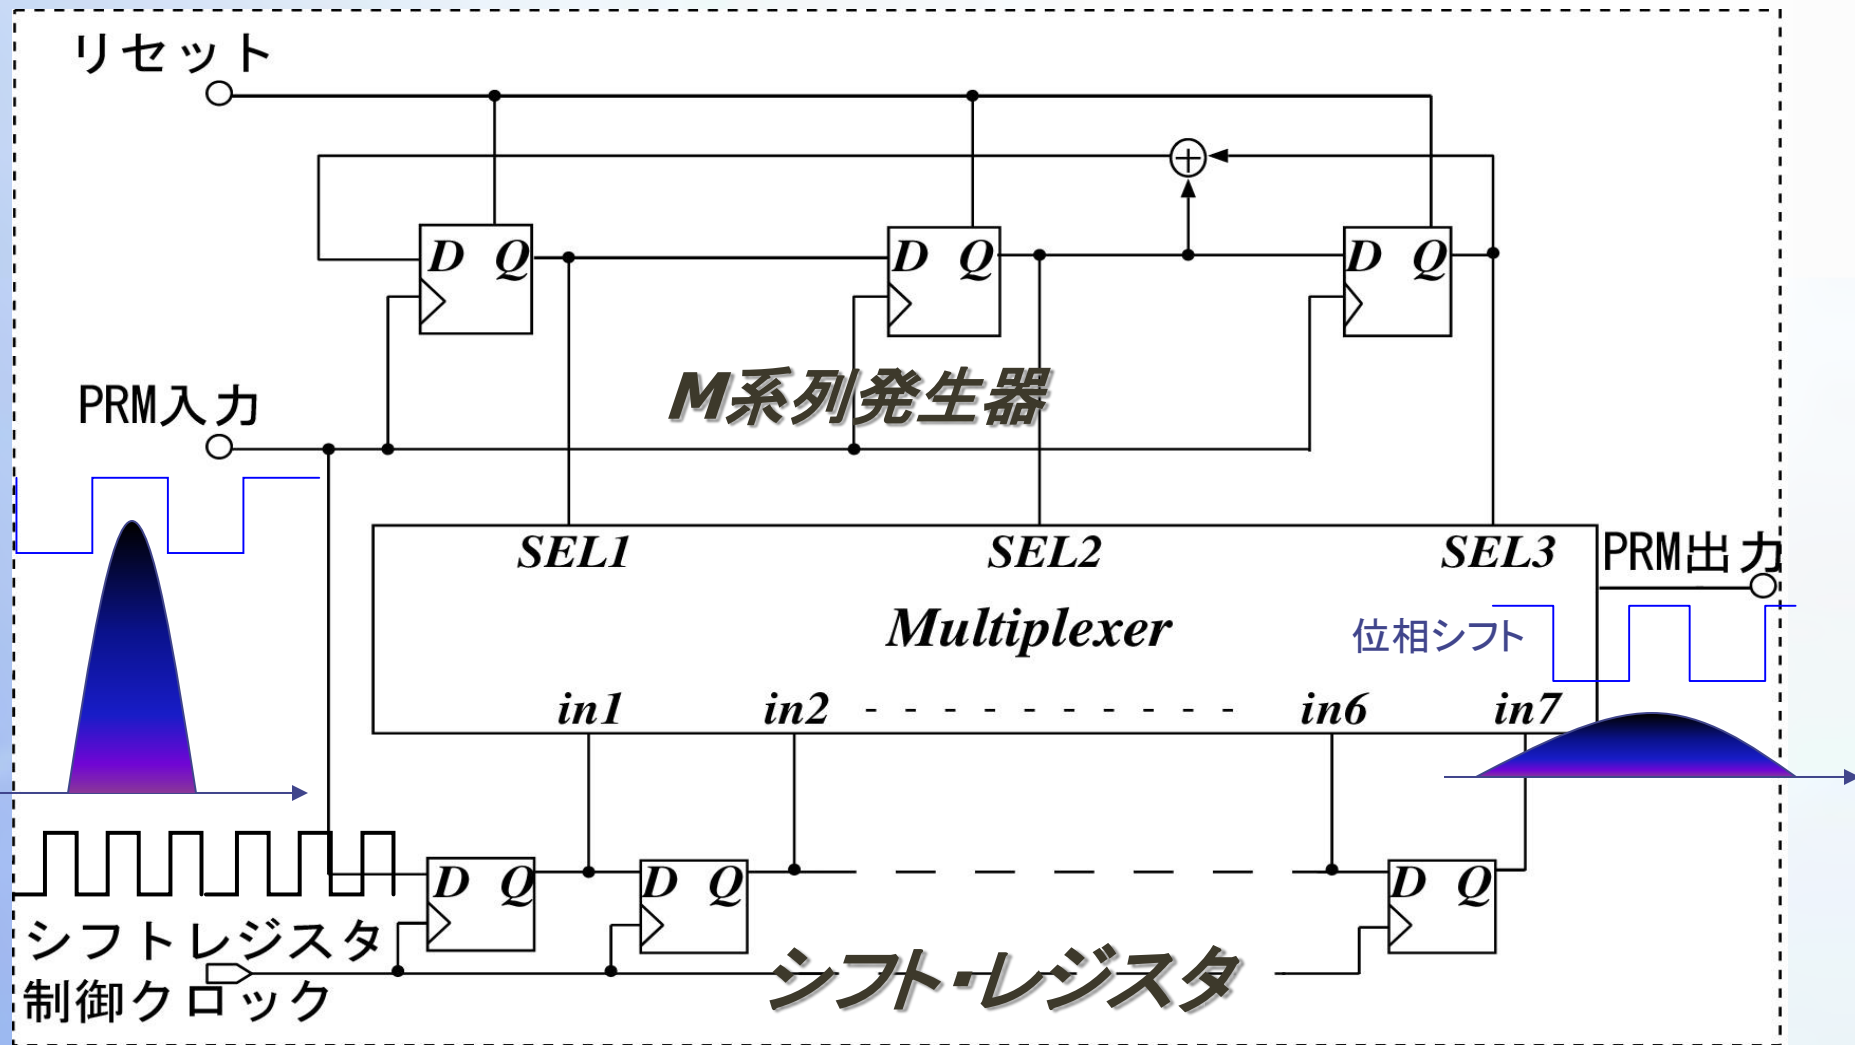 リセット
D Q
D Q
D Q
M系列発生器
PRM入力
SEL1 SEL2 SEL3
PRM出力
Multiplexer
位相シフト
in1 in2 - - - - - - - - - - in6 in7
D Q
D Q
D Q
シフトレジスタ
制御クロック
シフト・レジスタ